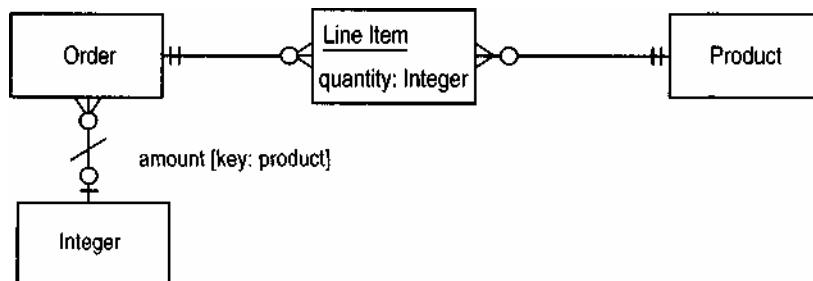 Order
Line Item
quantity: Integer
Product
amount [key: product]
Integer